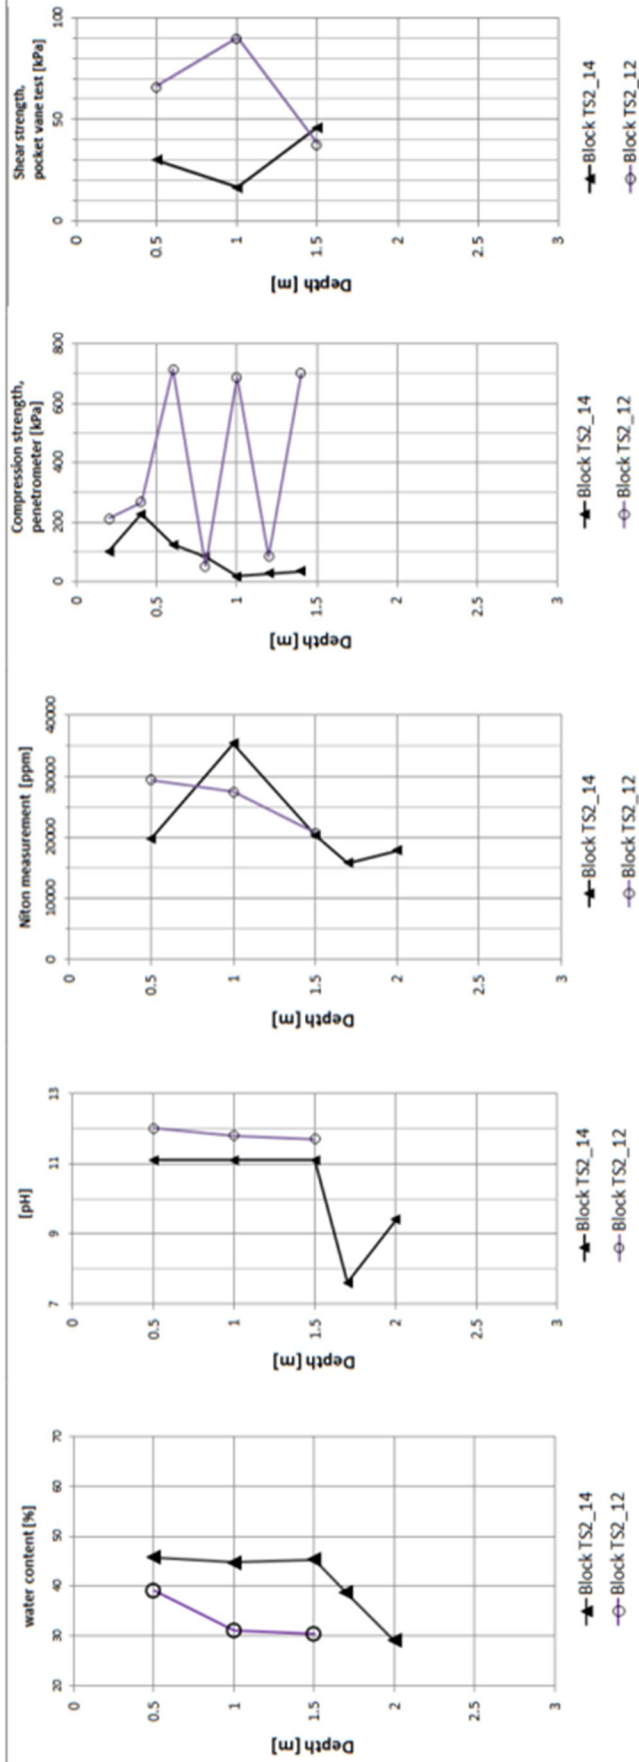 water content [%]
20 30 40 50 60 70
0
0.5
1
1.5
2
2.5
3
Depth [m]
Block TS2_14
Block TS2_12
[pH]
7 9 11 13
0
0.5
1
1.5
2
2.5
3
Depth [m]
Block TS2_14
Block TS2_12
Niton measurement [ppm]
0 10000 20000 30000 40000
0
0.5
1
1.5
2
2.5
3
Depth [m]
Block TS2_14
Block TS2_12
Compression strength,
penetrometer [kPa]
0 200 400 600 800
0
0.5
1
1.5
2
2.5
3
Depth [m]
Block TS2_14
Block TS2_12
Shear strength,
pocket vane test [kPa]
0 50 100
0
0.5
1
1.5
2
2.5
3
Depth [m]
Block TS2_14
Block TS2_12